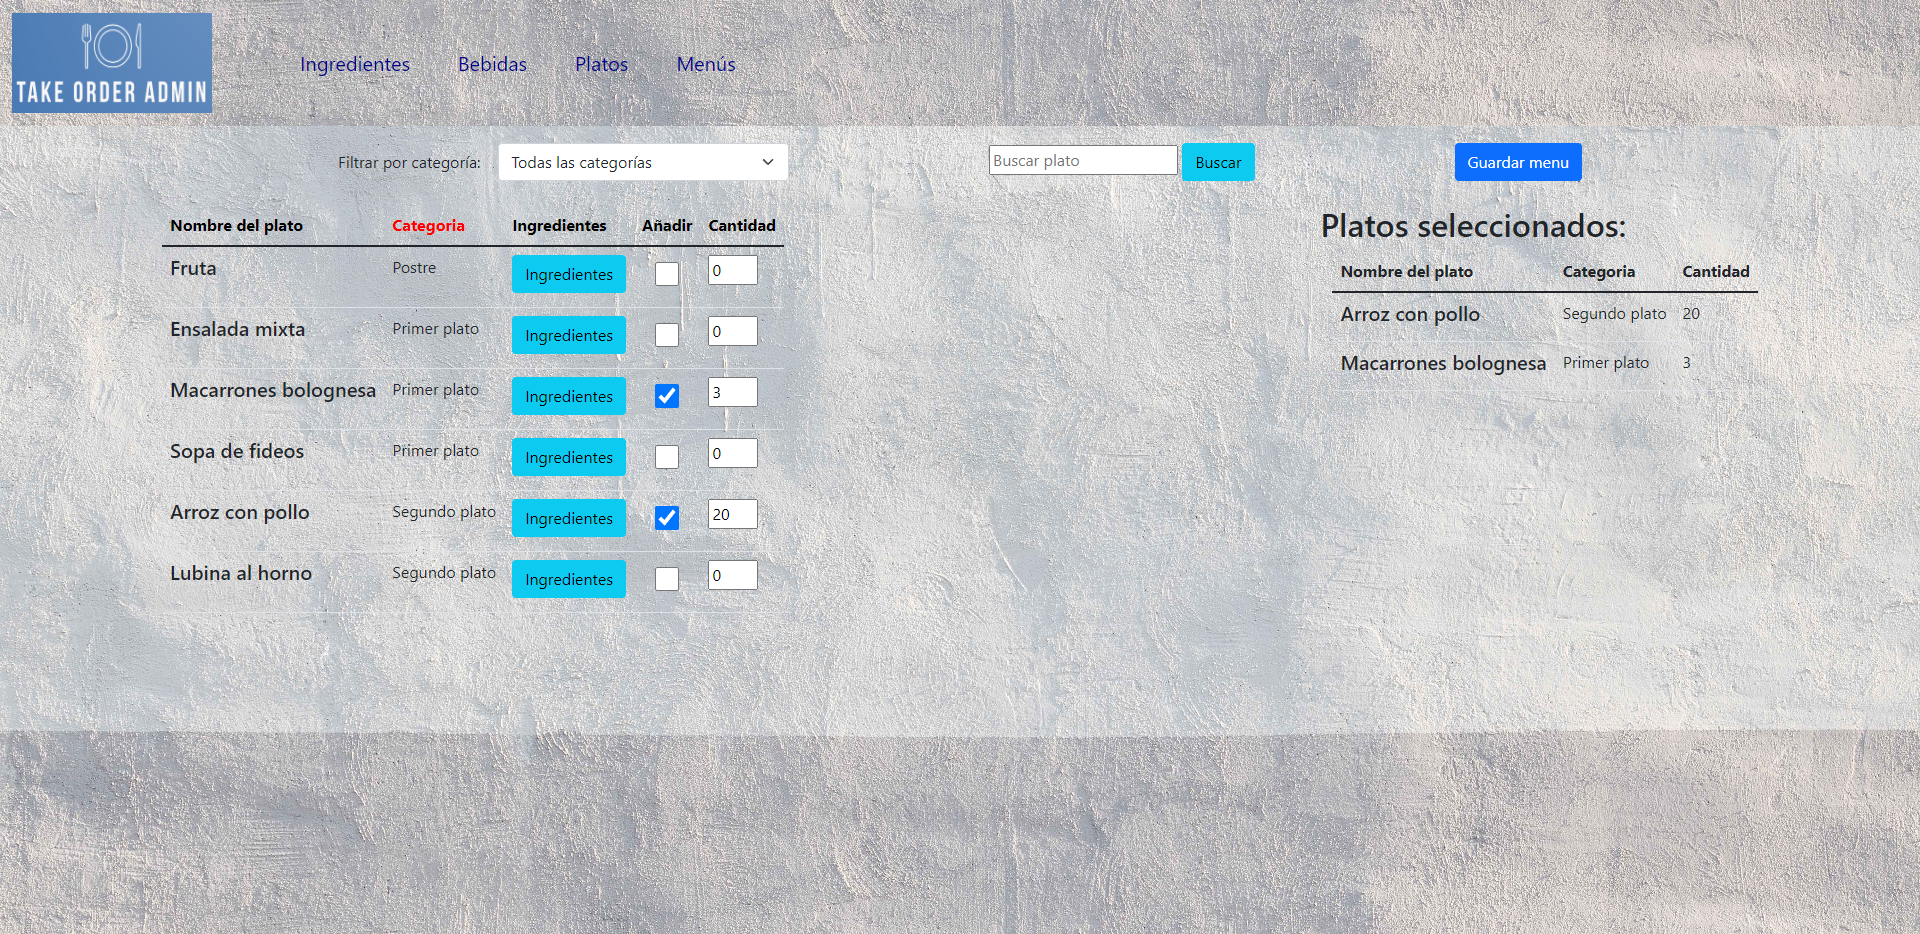 TAKE ORDER ADMIN
Ingredientes Bebidas Platos Menús
Filtrar por categoría: Todas las categorías Buscar plato Buscar Guardar menu
Nombre del plato Categoria Ingredientes Añadir Cantidad
Fruta Postre Ingredientes 0
Ensalada mixta Primer plato Ingredientes 0
Macarrones bolognesa Primer plato Ingredientes 3
Sopa de fideos Primer plato Ingredientes 0
Arroz con pollo Segundo plato Ingredientes 20
Lubina al horno Segundo plato Ingredientes 0
Platos seleccionados:
Nombre del plato Categoria Cantidad
Arroz con pollo Segundo plato 20
Macarrones bolognesa Primer plato 3